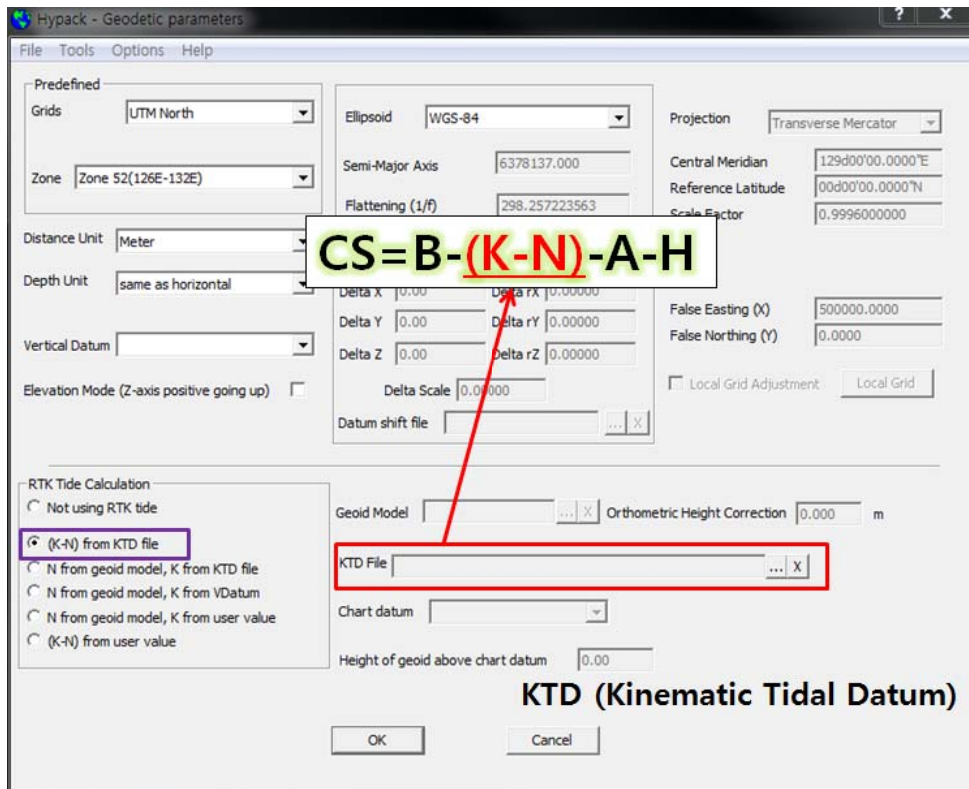 Hypack - Geodetic parameters
? x
File Tools Options Help
Predefined
Grids UTM North
Zone Zone 52(126E-132E)
Distance Unit Meter
Depth Unit same as horizontal
Vertical Datum
Elevation Mode (Z-axis positive going up)
Ellipsoid WGS-84
Semi-Major Axis 6378137.000
Flattening (1/f) 298.257223563
CS=B-(K-N)-A-H
Delta X 0.00 Delta rX 0.00000
Delta Y 0.00 Delta rY 0.00000
Delta Z 0.00 Delta rZ 0.00000
Delta Scale 0.00000
Datum shift file ... X
Projection Transverse Mercator
Central Meridian 129d00'00.0000"E
Reference Latitude 00d00'00.0000"N
Scale Factor 0.9996000000
False Easting (X) 500000.0000
False Northing (Y) 0.0000
Local Grid Adjustment Local Grid
RTK Tide Calculation
Not using RTK tide
(K-N) from KTD file
N from geoid model, K from KTD file
N from geoid model, K from VDatum
N from geoid model, K from user value
(K-N) from user value
Geoid Model ... X Orthometric Height Correction 0.000 m
KTD File ... X
Chart datum
Height of geoid above chart datum 0.00
KTD (Kinematic Tidal Datum)
OK Cancel